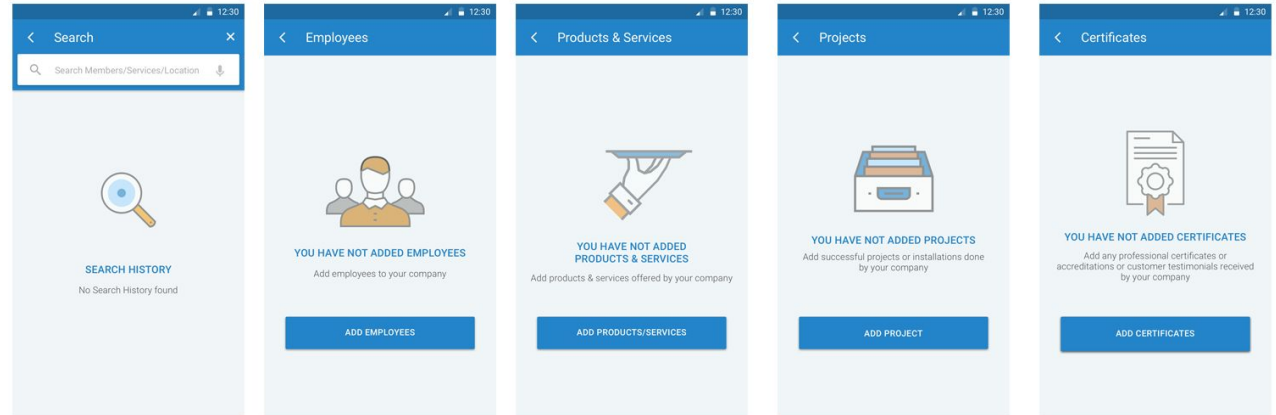 12:30
Search
Search Members/Services/Location
SEARCH HISTORY
No Search History found
12:30
Employees
YOU HAVE NOT ADDED EMPLOYEES
Add employees to your company
ADD EMPLOYEES
12:30
Products & Services
YOU HAVE NOT ADDED
PRODUCTS & SERVICES
Add products & services offered by your company
ADD PRODUCTS/SERVICES
12:30
Projects
YOU HAVE NOT ADDED PROJECTS
Add successful projects or installations done
by your company
ADD PROJECT
12:30
Certificates
YOU HAVE NOT ADDED CERTIFICATES
Add any professional certificates or
accreditations or customer testimonials received
by your company
ADD CERTIFICATES